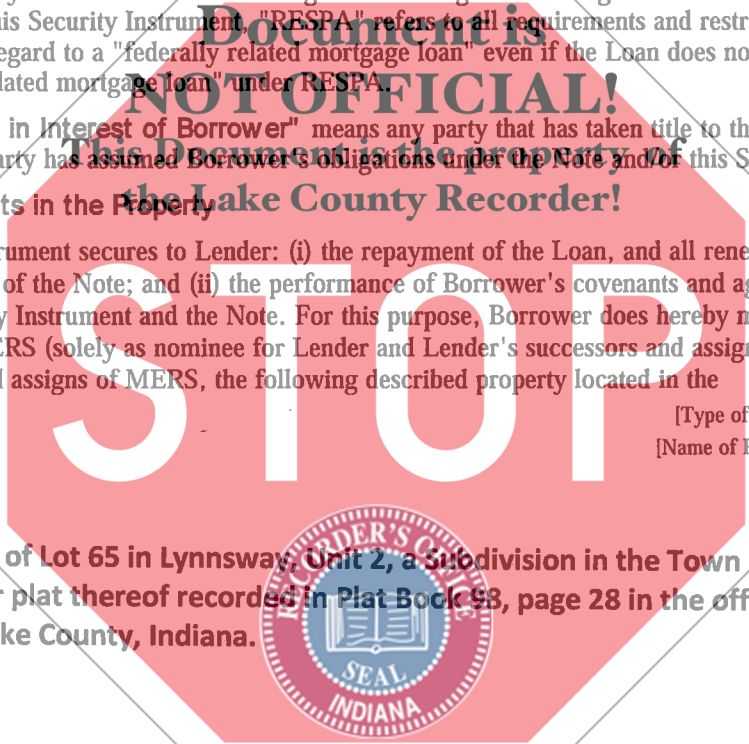 is Security Instrument, "RESPA" refers to all requirements and restr
Document is
egard to a "federally related mortgage loan" even if the Loan does no
lated mortgage loan" under RESPA.
NOT OFFICIAL!
in Interest of Borrower" means any party that has taken title to th
This Document is the property of
arty has assumed Borrower's obligations under the Note and/or this S
the Lake County Recorder!
ts in the Property
rument secures to Lender: (i) the repayment of the Loan, and all rene
of the Note; and (ii) the performance of Borrower's covenants and ag
y Instrument and the Note. For this purpose, Borrower does hereby m
ERS (solely as nominee for Lender and Lender's successors and assign
l assigns of MERS, the following described property located in the
STOP
[Type of
[Name of
of Lot 65 in Lynnsway, Unit 2, a Subdivision in the Town
r plat thereof recorded in Plat Book 98, page 28 in the off
ke County, Indiana.
RECORDER'S OFFICE
SEAL
INDIANA